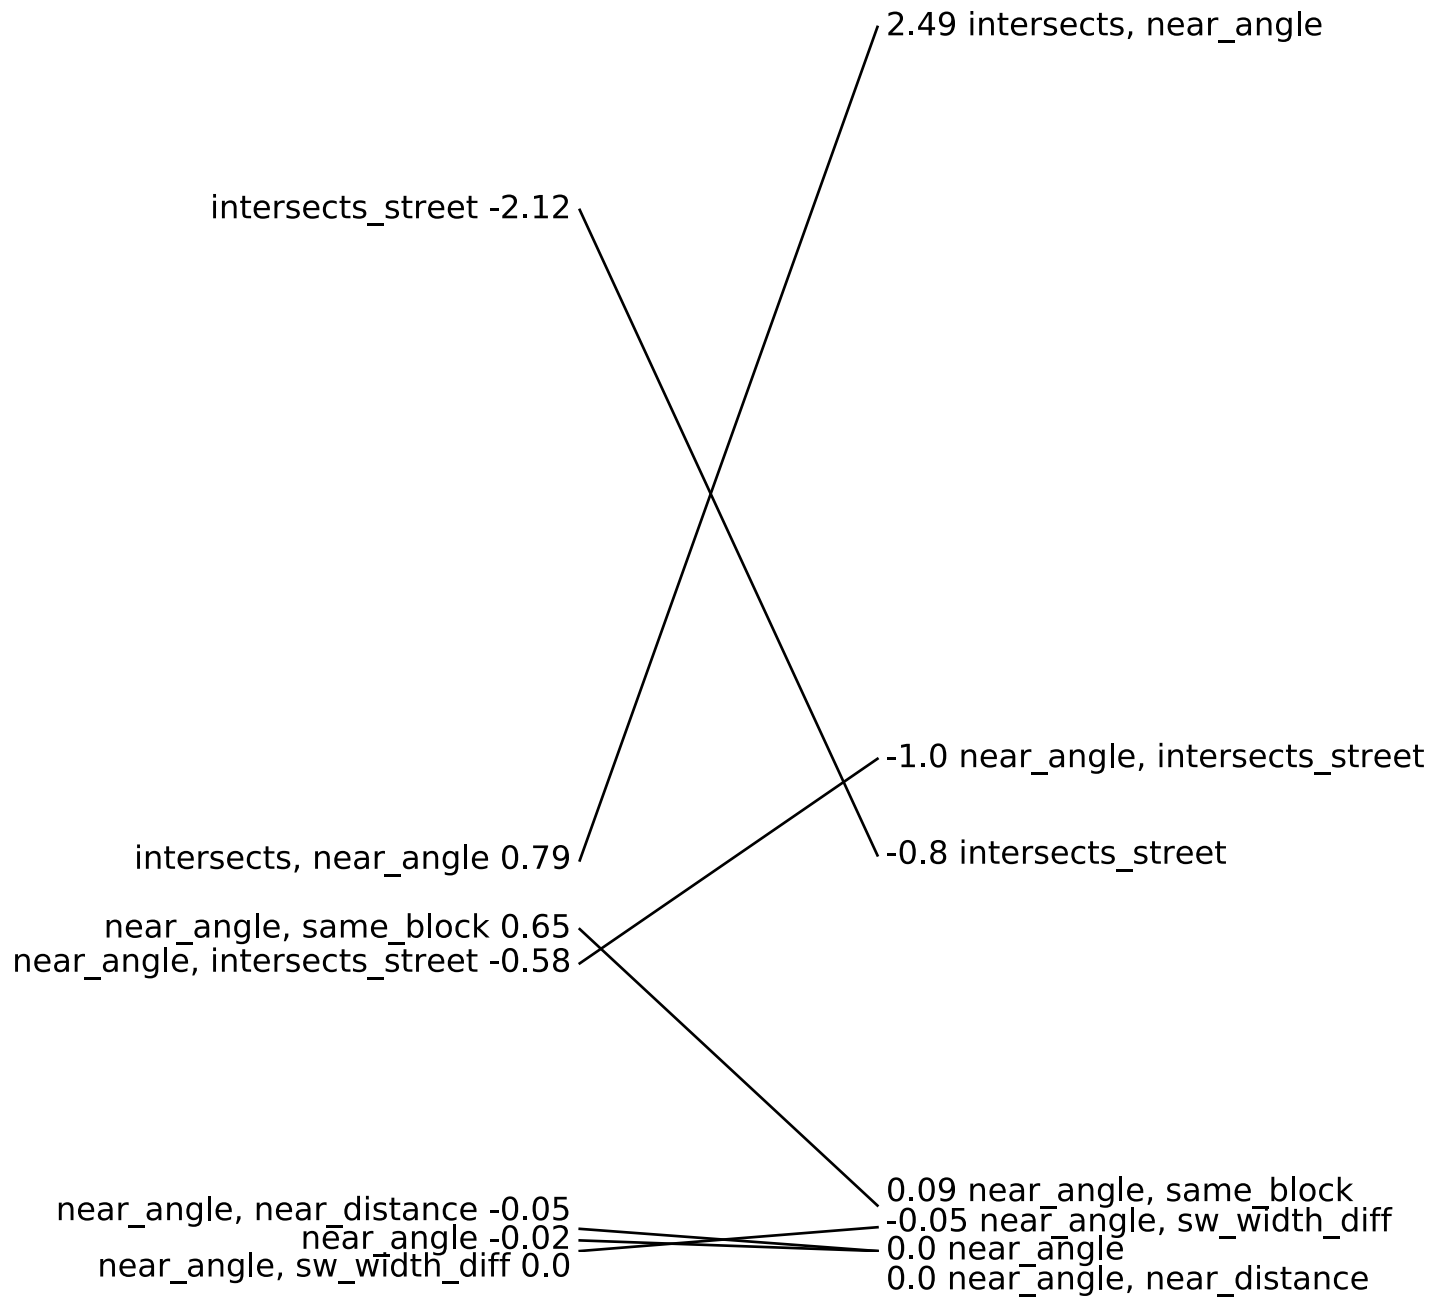 2.49 intersects, near_angle
intersects_street -2.12
-1.0 near_angle, intersects_street
-0.8 intersects_street
intersects, near_angle 0.79
near_angle, same_block 0.65
near_angle, intersects_street -0.58
0.09 near_angle, same_block
near_angle, near_distance -0.05
-0.05 near_angle, sw_width_diff
near_angle -0.02
0.0 near_angle
near_angle, sw_width_diff 0.0
0.0 near_angle, near_distance